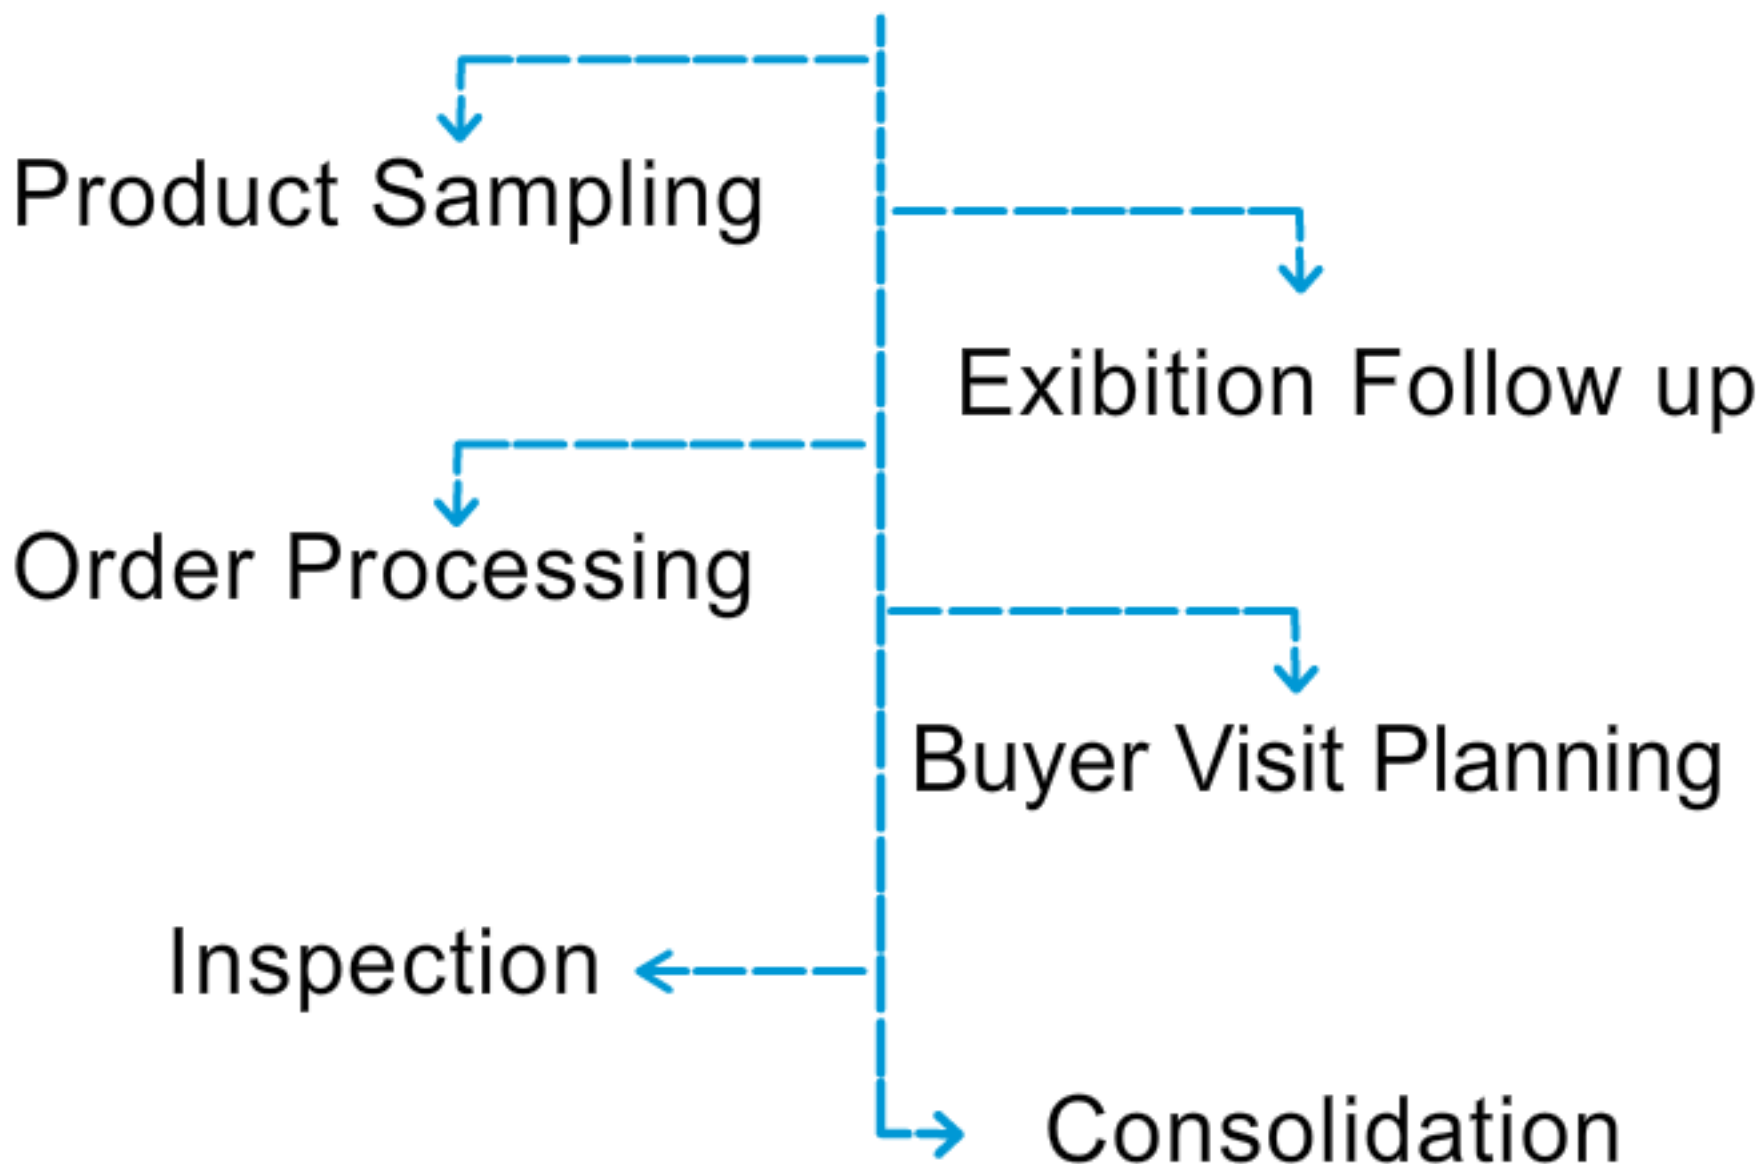 Product Sampling
Exibition Follow up
Order Processing
Buyer Visit Planning
Inspection
Consolidation